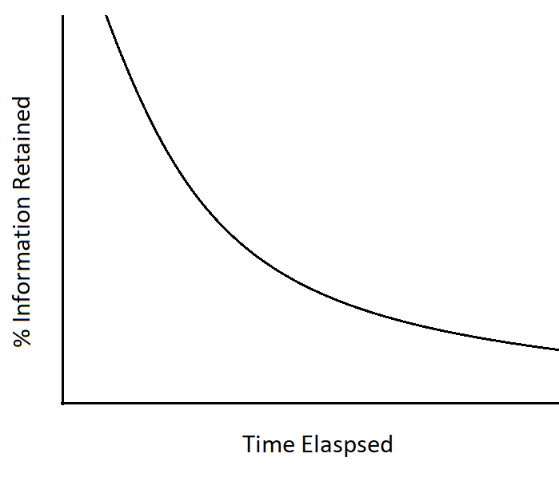 % Information Retained
Time Elaspsed